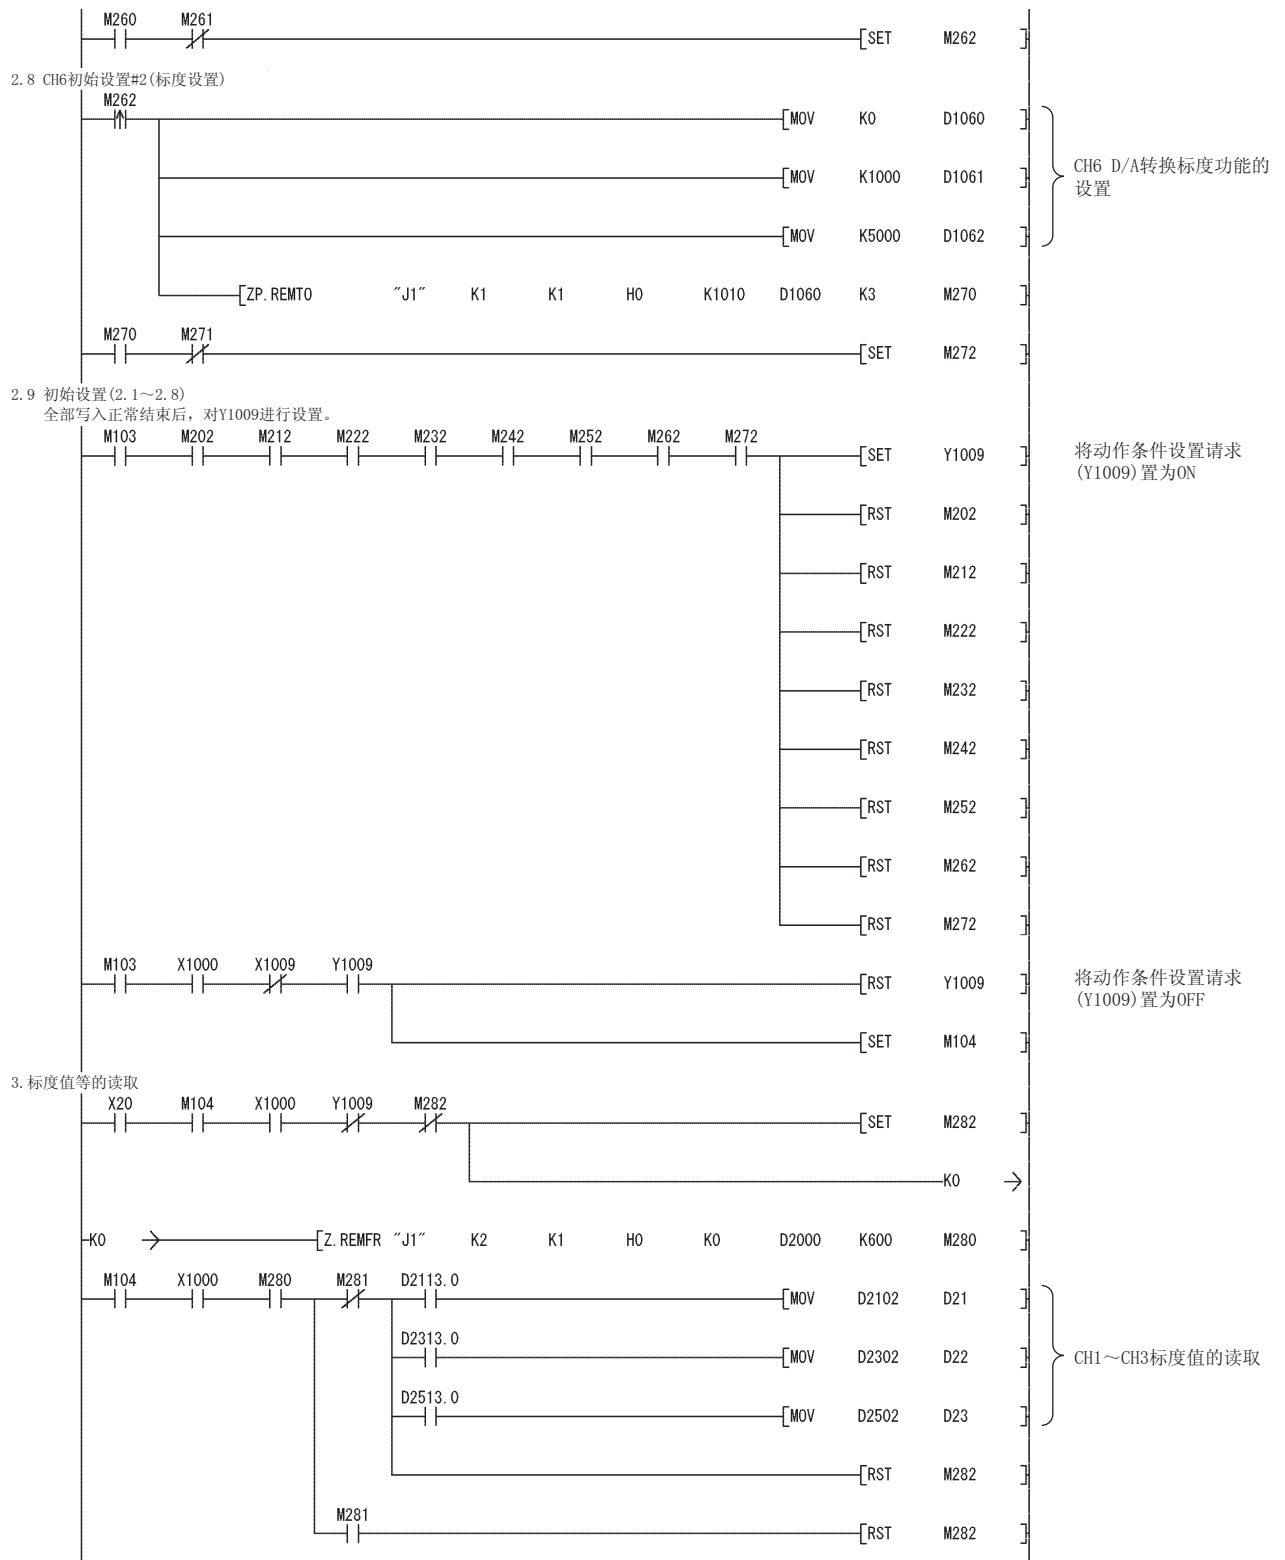 M260 M261
SET M262
2.8 CH6初始设置#2(标度设置)
M262
MOV K0 D1060
CH6 D/A转换标度功能的
设置
MOV K1000 D1061
MOV K5000 D1062
ZP.REMTO "J1" K1 K1 H0 K1010 D1060 K3 M270
M270 M271
SET M272
2.9 初始设置(2.1～2.8)
全部写入正常结束后，对Y1009进行设置。
M103 M202 M212 M222 M232 M242 M252 M262 M272
SET Y1009
将动作条件设置请求
(Y1009)置为ON
RST M202
RST M212
RST M222
RST M232
RST M242
RST M252
RST M262
RST M272
M103 X1000 X1009 Y1009
RST Y1009
将动作条件设置请求
(Y1009)置为OFF
SET M104
3.标度值等的读取
X20 M104 X1000 Y1009 M282
SET M282
K0
K0 Z.REMFR "J1" K2 K1 H0 K0 D2000 K600 M280
M104 X1000 M280 M281 D2113.0
MOV D2102 D21
D2313.0
MOV D2302 D22
CH1～CH3标度值的读取
D2513.0
MOV D2502 D23
RST M282
M281
RST M282